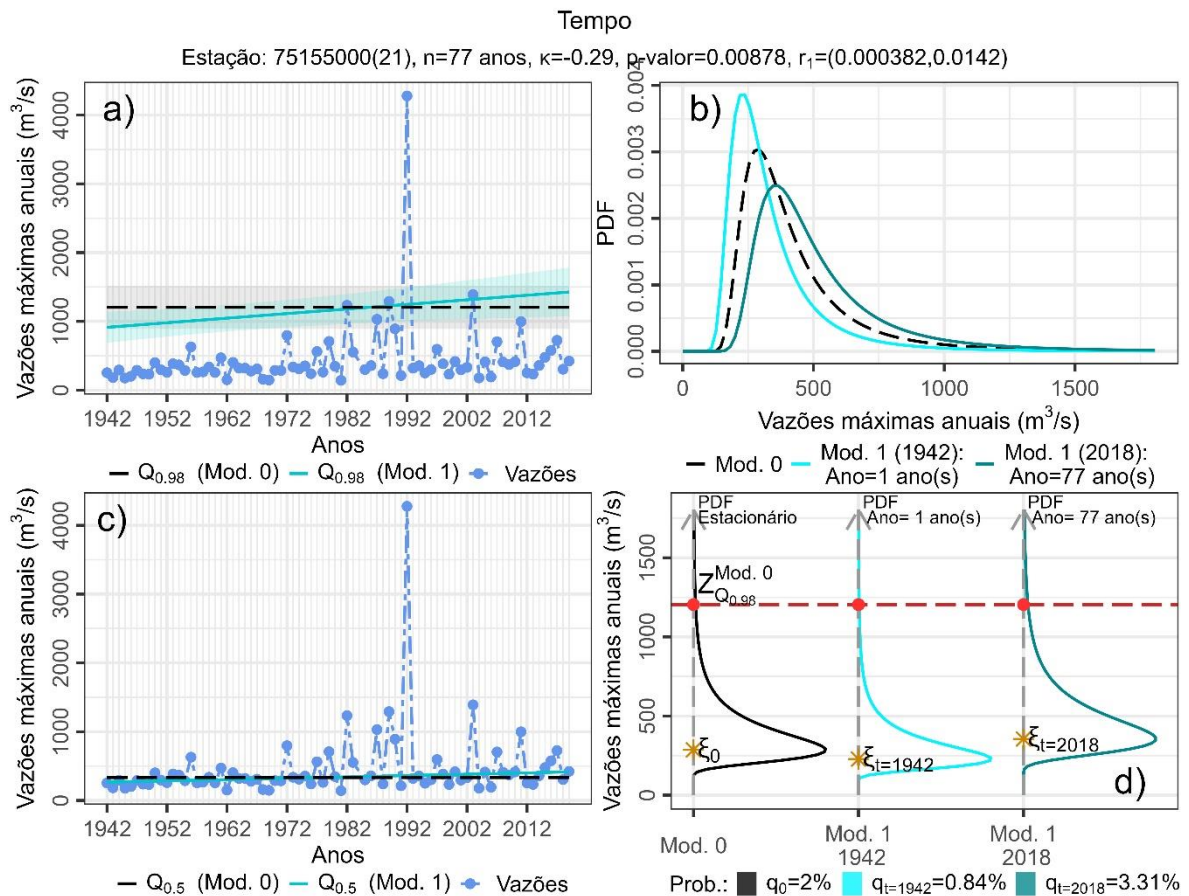 Tempo
Estação: 75155000(21), n=77 anos, κ=-0.29, p-valor=0.00878, r₁=(0.000382,0.0142)
a)
Vazões máximas anuais (m³/s)
4000
3000
2000
1000
0
1942 1952 1962 1972 1982 1992 2002 2012
Anos
Q₀.₉₈ (Mod. 0) Q₀.₉₈ (Mod. 1) Vazões
b)
PDF
0.004
0.003
0.002
0.001
0.000
0 500 1000 1500
Vazões máximas anuais (m³/s)
Mod. 0 Mod. 1 (1942): Mod. 1 (2018):
Ano=1 ano(s) Ano=77 ano(s)
c)
Vazões máximas anuais (m³/s)
4000
3000
2000
1000
0
1942 1952 1962 1972 1982 1992 2002 2012
Anos
Q₀.₅ (Mod. 0) Q₀.₅ (Mod. 1) Vazões
d)
Vazões máximas anuais (m³/s)
1500
1000
500
0
PDF
Estacionário
PDF
Ano= 1 ano(s)
PDF
Ano= 77 ano(s)
Z Mod. 0 Q₀.₉₈
ξ₀
ξt=1942
ξt=2018
Mod. 0 Mod. 1 Mod. 1
1942 2018
Prob.: q₀=2% qt=1942=0.84% qt=2018=3.31%